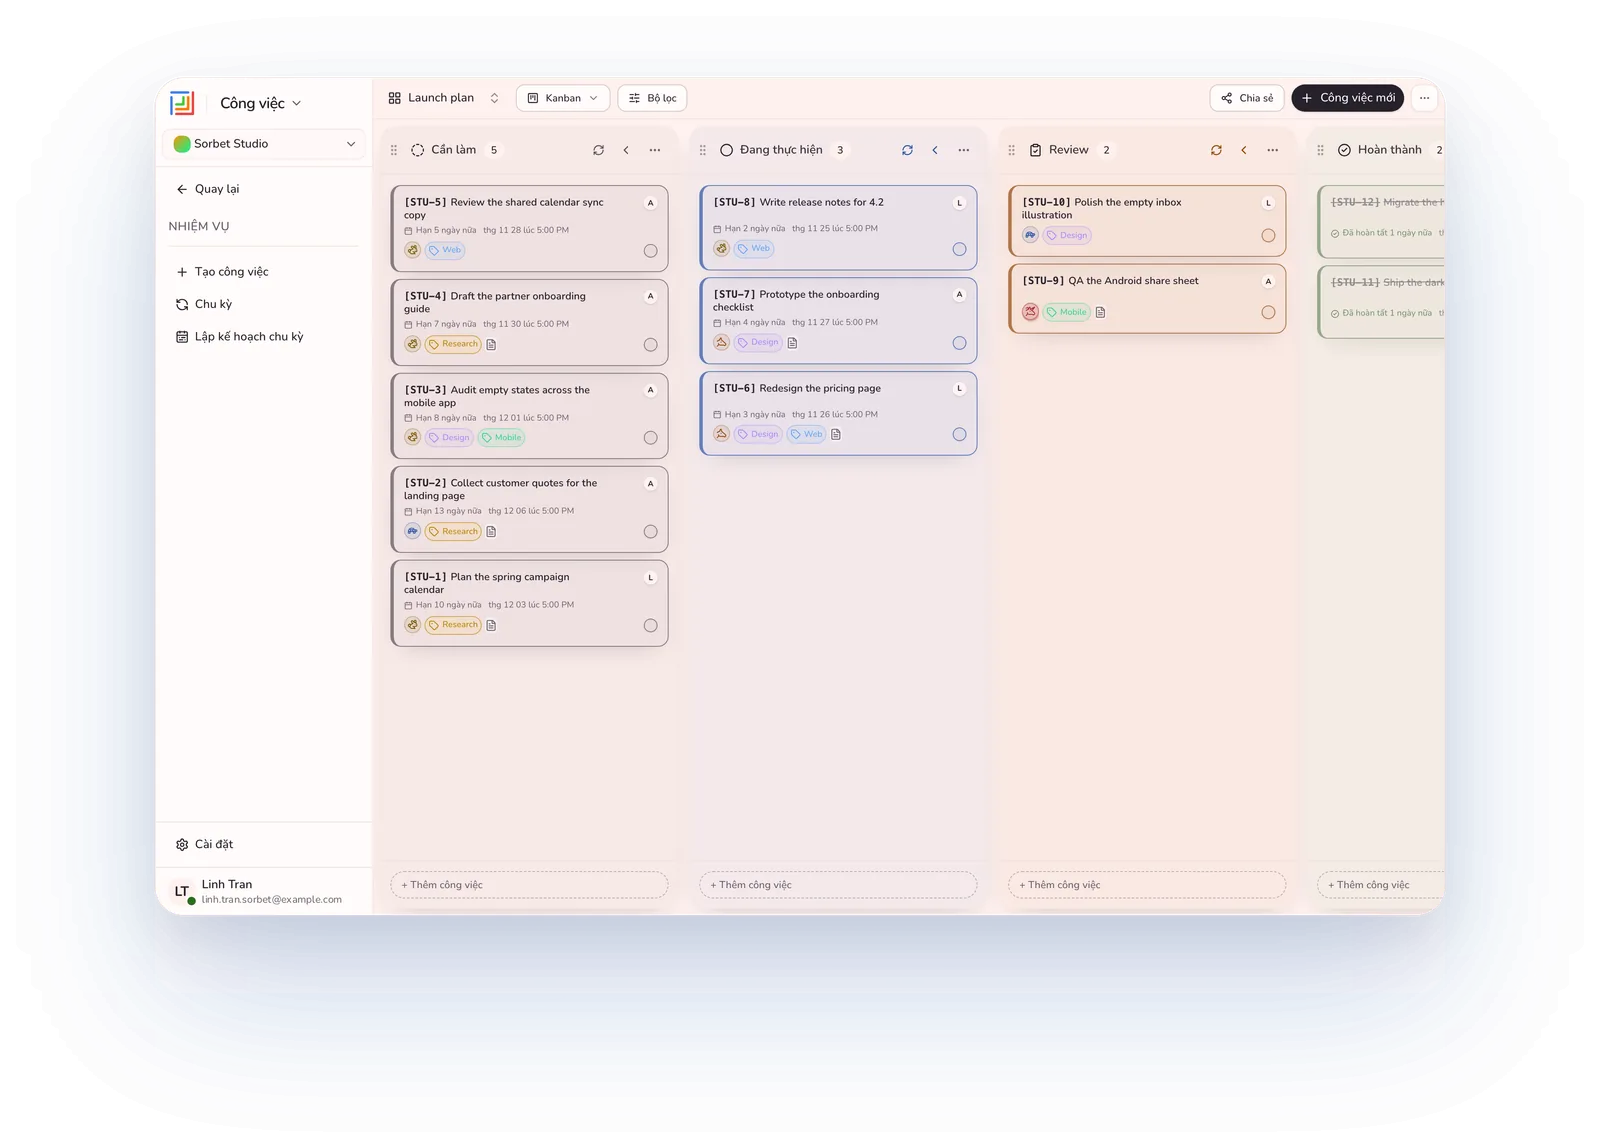 Công việc
Sorbet Studio
Quay lại
NHIỆM VỤ
Tạo công việc
Chu kỳ
Lập kế hoạch chu kỳ
Cài đặt
LT
Linh Tran
linh.tran.sorbet@example.com
Launch plan
Kanban
Bộ lọc
Chia sẻ
Công việc mới
Cần làm 5
[STU-5] Review the shared calendar sync
copy
A
Hạn 5 ngày nữa thg 11 28 lúc 5:00 PM
Web
[STU-4] Draft the partner onboarding
guide
A
Hạn 7 ngày nữa thg 11 30 lúc 5:00 PM
Research
[STU-3] Audit empty states across the
mobile app
A
Hạn 8 ngày nữa thg 12 01 lúc 5:00 PM
Design Mobile
[STU-2] Collect customer quotes for the
landing page
A
Hạn 13 ngày nữa thg 12 06 lúc 5:00 PM
Research
[STU-1] Plan the spring campaign
calendar
L
Hạn 10 ngày nữa thg 12 03 lúc 5:00 PM
Research
+ Thêm công việc
Đang thực hiện 3
[STU-8] Write release notes for 4.2
L
Hạn 2 ngày nữa thg 11 25 lúc 5:00 PM
Web
[STU-7] Prototype the onboarding
checklist
A
Hạn 4 ngày nữa thg 11 27 lúc 5:00 PM
Design
[STU-6] Redesign the pricing page
L
Hạn 3 ngày nữa thg 11 26 lúc 5:00 PM
Design Web
+ Thêm công việc
Review 2
[STU-10] Polish the empty inbox
illustration
L
Design
[STU-9] QA the Android share sheet
A
Mobile
+ Thêm công việc
Hoàn thành 2
[STU-12] Migrate the
Đã hoàn tất 1 ngày nữa
[STU-11] Ship the dark
Đã hoàn tất 1 ngày nữa
+ Thêm công việc